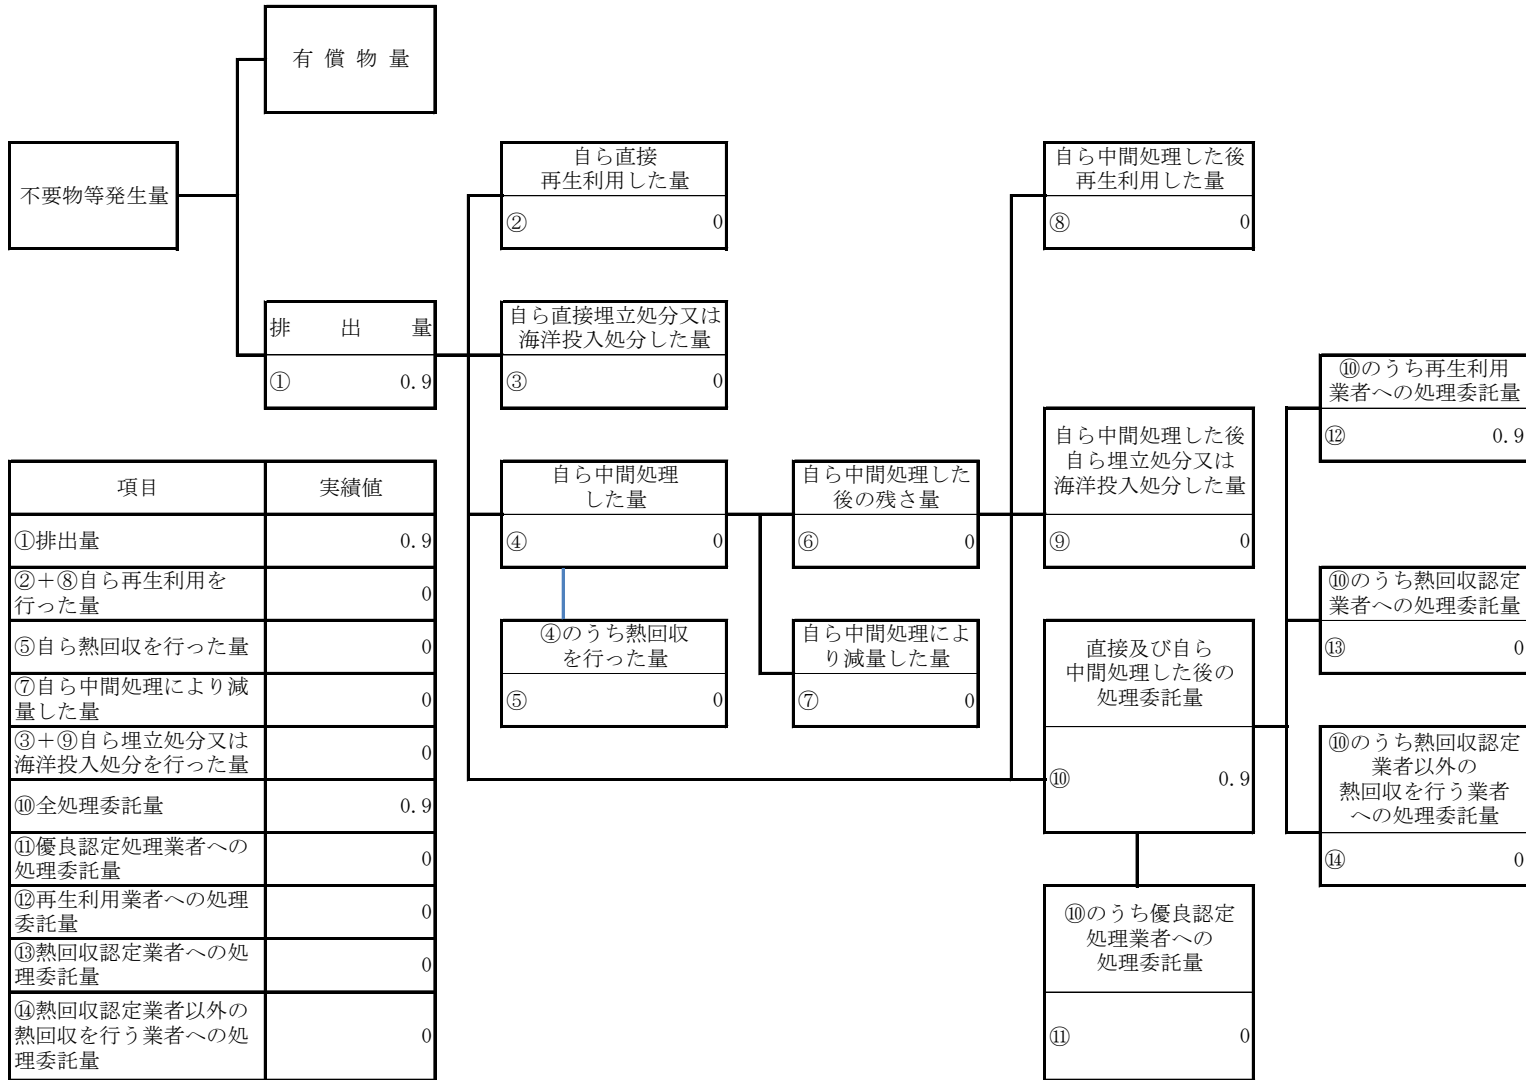 有 償 物 量
不要物等発生量
自ら直接
再生利用した量
② 0
自ら中間処理した後
再生利用した量
⑧ 0
排 出 量
① 0.9
自ら直接埋立処分又は
海洋投入処分した量
③ 0
⑩のうち再生利用
業者への処理委託量
⑫ 0.9
自ら中間処理
した量
④ 0
自ら中間処理した
後の残さ量
⑥ 0
自ら中間処理した後
自ら埋立処分又は
海洋投入処分した量
⑨ 0
④のうち熱回収
を行った量
⑤ 0
自ら中間処理によ
り減量した量
⑦ 0
直接及び自ら
中間処理した後の
処理委託量
⑩ 0.9
⑩のうち熱回収認定
業者への処理委託量
⑬ 0
⑩のうち熱回収認定
業者以外の
熱回収を行う業者
への処理委託量
⑭ 0
⑩のうち優良認定
処理業者への
処理委託量
⑪ 0
項目 実績値
①排出量 0.9
②+⑧自ら再生利用を
行った量 0
⑤自ら熱回収を行った量 0
⑦自ら中間処理により減
量した量 0
③+⑨自ら埋立処分又は
海洋投入処分を行った量 0
⑩全処理委託量 0.9
⑪優良認定処理業者への
処理委託量 0
⑫再生利用業者への処理
委託量 0
⑬熱回収認定業者への処
理委託量 0
⑭熱回収認定業者以外の
熱回収を行う業者への処
理委託量 0